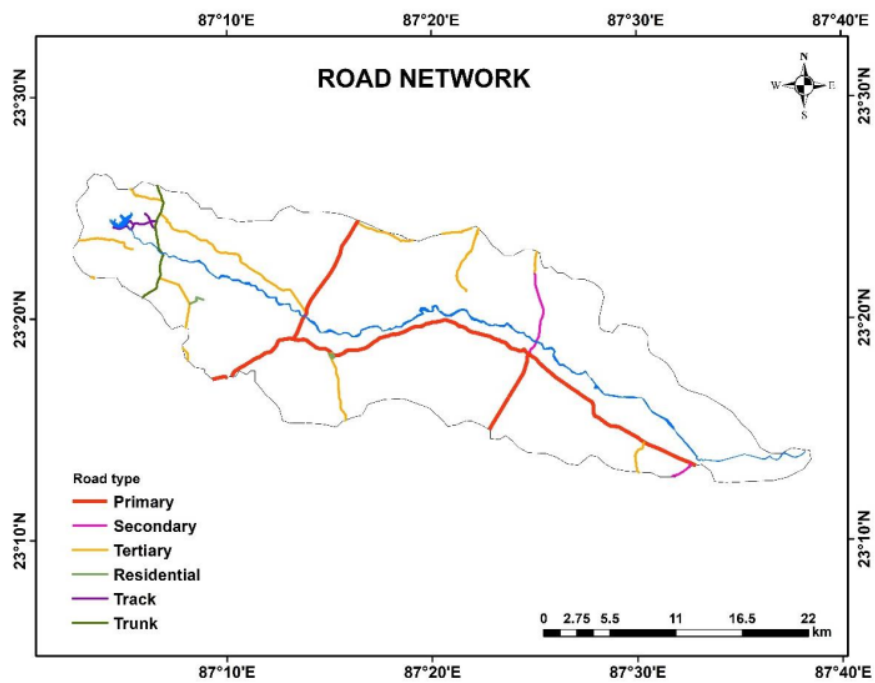 87°10'E 87°20'E 87°30'E 87°40'E
ROAD NETWORK
N
W E
S
23°30'N 23°30'N
23°20'N 23°20'N
23°10'N 23°10'N
Road type
Primary
Secondary
Tertiary
Residential
Track
Trunk
0 2.75 5.5 11 16.5 22
km
87°10'E 87°20'E 87°30'E 87°40'E